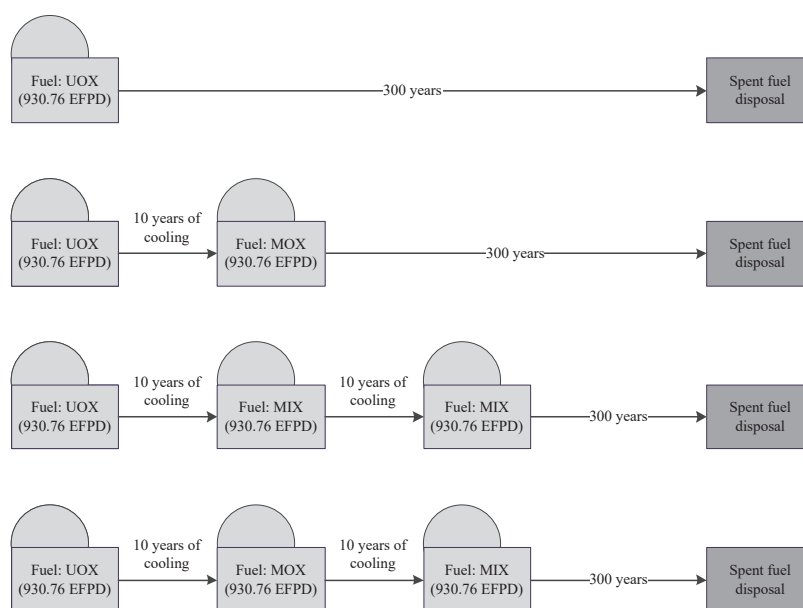 Fuel: UOX
(930.76 EFPD)
300 years
Spent fuel
disposal
Fuel: UOX
(930.76 EFPD)
10 years of
cooling
Fuel: MOX
(930.76 EFPD)
300 years
Spent fuel
disposal
Fuel: UOX
(930.76 EFPD)
10 years of
cooling
Fuel: MIX
(930.76 EFPD)
10 years of
cooling
Fuel: MIX
(930.76 EFPD)
300 years
Spent fuel
disposal
Fuel: UOX
(930.76 EFPD)
10 years of
cooling
Fuel: MOX
(930.76 EFPD)
10 years of
cooling
Fuel: MIX
(930.76 EFPD)
300 years
Spent fuel
disposal